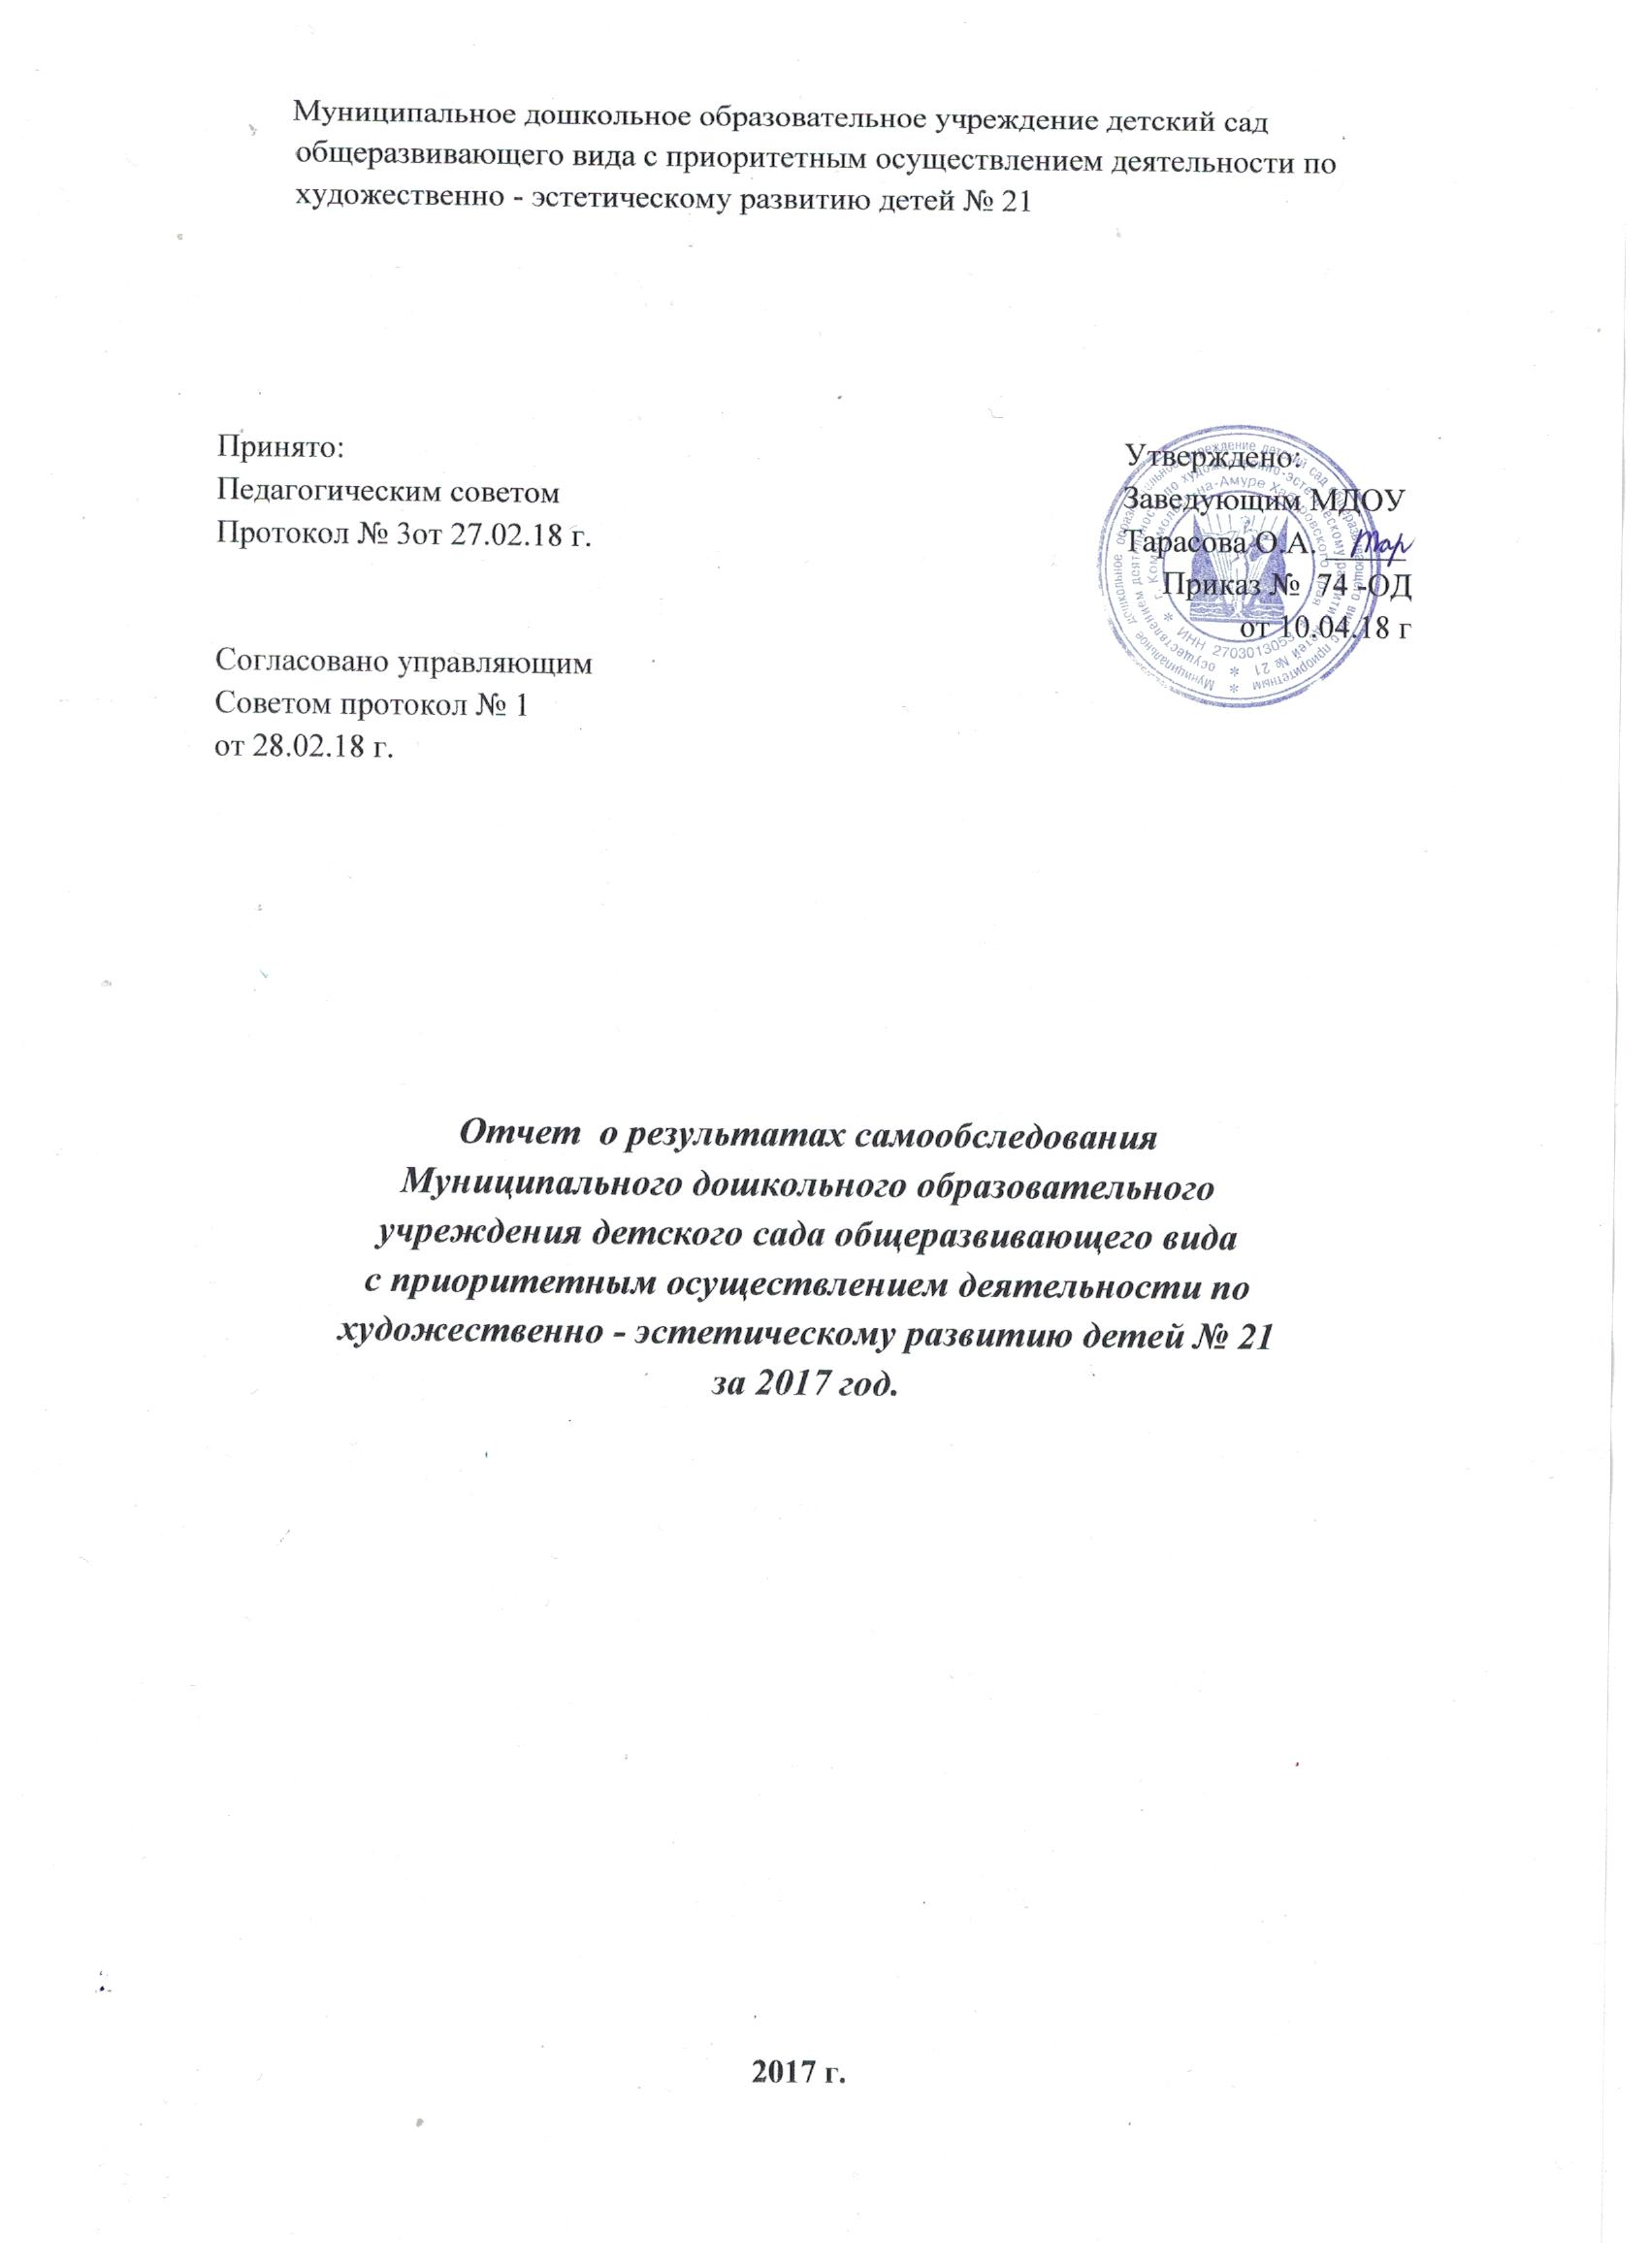 Муниципальное дошкольное образовательное учреждение детский сад
общеразвивающего вида с приоритетным осуществлением деятельности по
художественно - эстетическому развитию детей № 21
Принято:
Педагогическим советом
Протокол № 3от 27.02.18 г.
Согласовано управляющим
Советом протокол № 1
от 28.02.18 г.
Утверждено:
Заведующим МДОУ
Тарасова О.А.
Приказ № 74 -ОД
от 10.04.18 г
ИНН 2703013053
Отчет о результатах самообследования
Муниципального дошкольного образовательного
учреждения детского сада общеразвивающего вида
с приоритетным осуществлением деятельности по
художественно - эстетическому развитию детей № 21
за 2017 год.
2017 г.